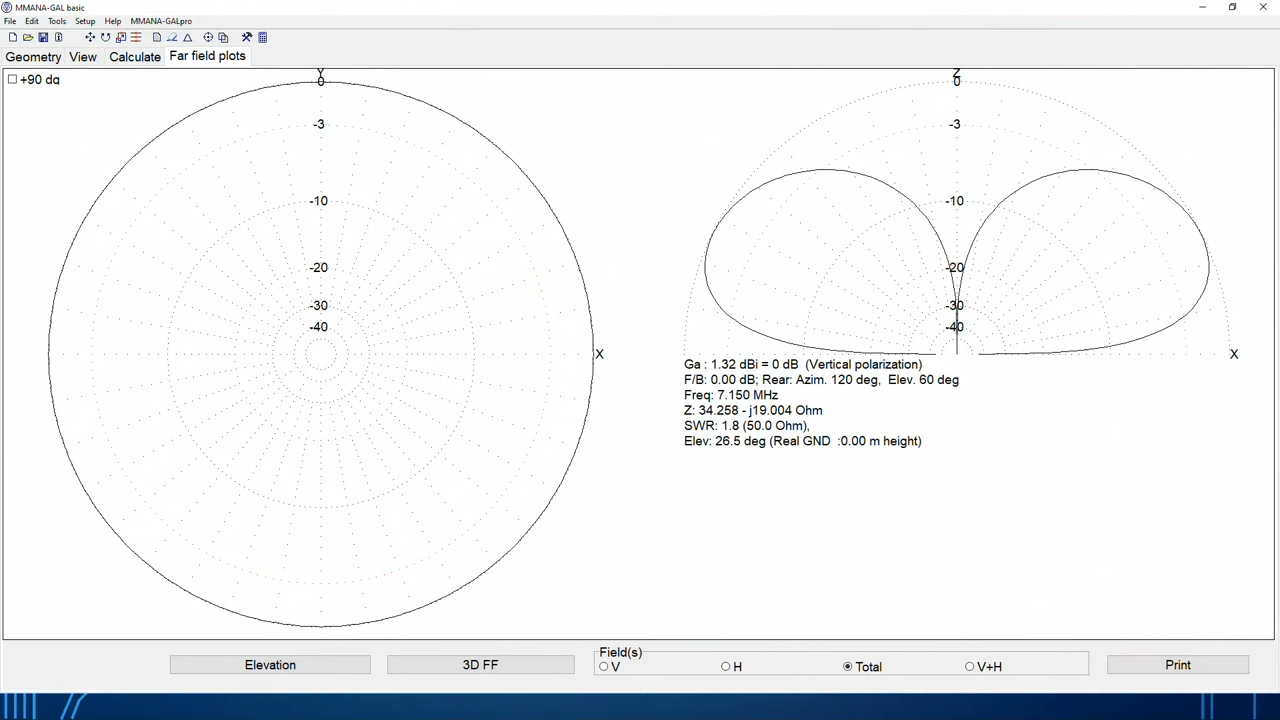 MMANA-GAL basic
File Edit Tools Setup Help MMANA-GALpro
Geometry View Calculate Far field plots
+90 dg
Y
0
-3
-10
-20
-30
-40
X
Z
0
-3
-10
-20
-30
-40
X
Ga : 1.32 dBi = 0 dB (Vertical polarization)
F/B: 0.00 dB; Rear: Azim. 120 deg, Elev. 60 deg
Freq: 7.150 MHz
Z: 34.258 - j19.004 Ohm
SWR: 1.8 (50.0 Ohm),
Elev: 26.5 deg (Real GND :0.00 m height)
Elevation
3D FF
Field(s)
V H Total V+H
Print